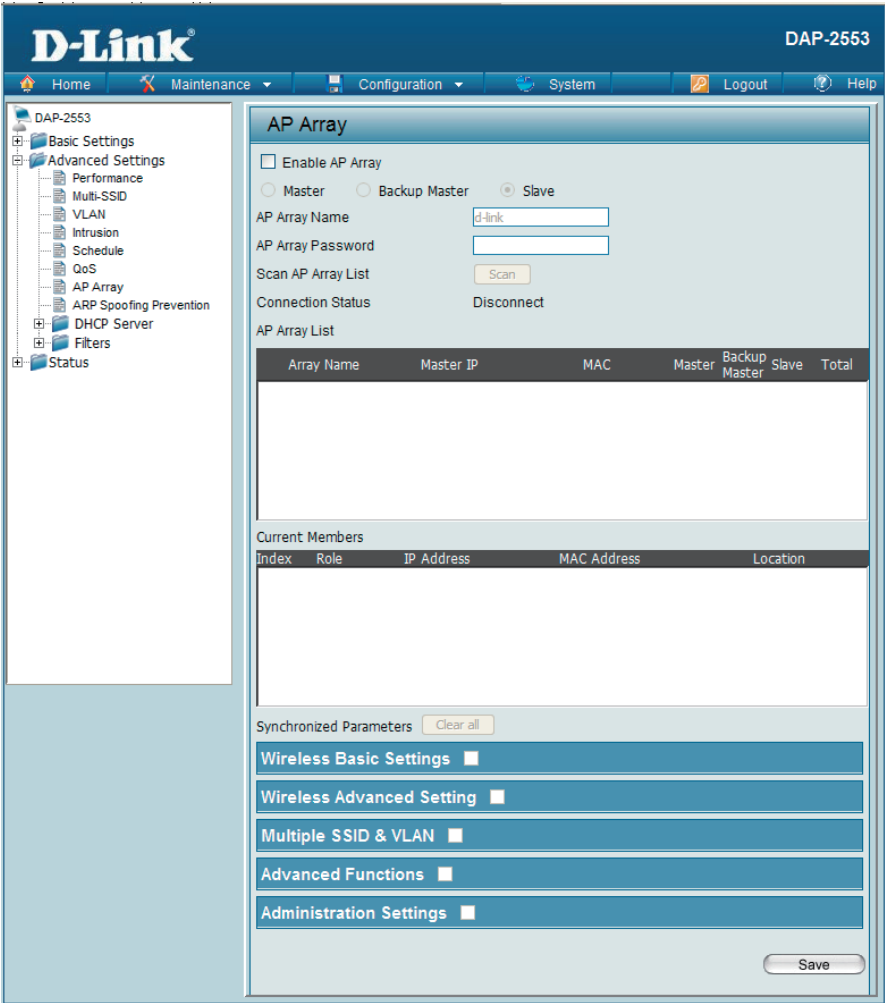 D-Link®
DAP-2553
Home
Maintenance
Configuration
System
Logout
Help
DAP-2553
Basic Settings
Advanced Settings
Performance
Multi-SSID
VLAN
Intrusion
Schedule
QoS
AP Array
ARP Spoofing Prevention
DHCP Server
Filters
Status
AP Array
Enable AP Array
Master Backup Master Slave
AP Array Name d-link
AP Array Password
Scan AP Array List Scan
Connection Status Disconnect
AP Array List
Array Name Master IP MAC Master Backup Master Slave Total
Current Members
Index Role IP Address MAC Address Location
Synchronized Parameters Clear all
Wireless Basic Settings
Wireless Advanced Setting
Multiple SSID & VLAN
Advanced Functions
Administration Settings
Save